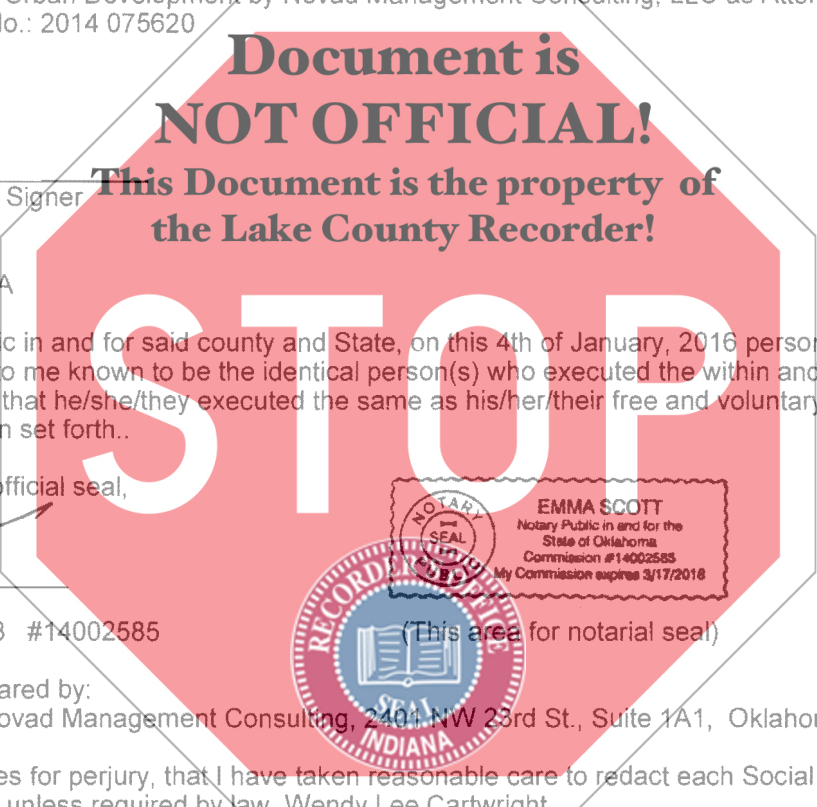 Urban Development by Novad Management Consulting, LLC as Atto
No.: 2014 075620
Document is
NOT OFFICIAL!
This Document is the property of
the Lake County Recorder!
Signer
A
STOP
ic in and for said county and State, on this 4th of January, 2016 person
to me known to be the identical person(s) who executed the within and
that he/she/they executed the same as his/her/their free and voluntary
n set forth..
official seal,
NOTARY PUBLIC
SEAL
EMMA SCOTT
Notary Public in and for the
State of Oklahoma
Commission #14002585
My Commission expires 3/17/2018
RECORDER'S OFFICE
SEAL
INDIANA
8 #14002585
(This area for notarial seal)
ared by:
ovad Management Consulting, 2401 NW 23rd St., Suite 1A1, Oklahom
es for perjury, that I have taken reasonable care to redact each Social
unless required by law. Wendy Lee Cartwright